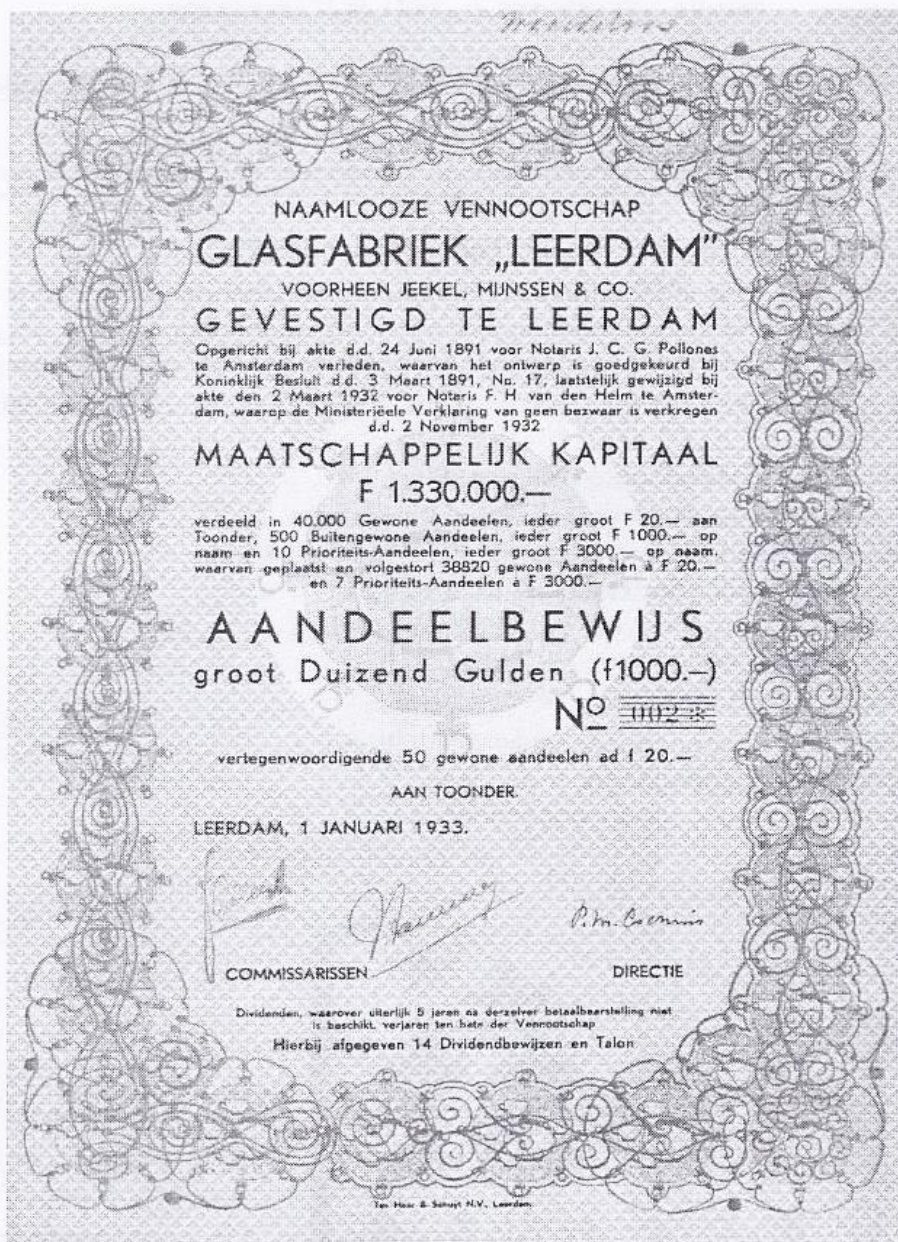 NAAMLOOZE VENNOOTSCHAP
GLASFABRIEK „LEERDAM"
VOORHEEN JEEKEL, MIJNSSEN & CO.
GEVESTIGD TE LEERDAM
Opgericht bij akte d.d. 24 Juni 1891 voor Notaris J. C. G. Pollones
te Amsterdam verleden, waarvan het ontwerp is goedgekeurd bij
Koninklijk Besluit d.d. 3 Maart 1891, No. 17, laatstelijk gewijzigd bij
akte den 2 Maart 1932 voor Notaris F. H. van den Helm te Amster-
dam, waarop de Ministerieele Verklaring van geen bezwaar is verkregen
d.d. 2 November 1932
MAATSCHAPPELIJK KAPITAAL
F 1.330.000.—
verdeeld in 40.000 Gewone Aandeelen, ieder groot F 20.— aan
Toonder, 500 Buitengewone Aandeelen, ieder groot F 1000.— op
naam en 10 Prioriteits-Aandeelen, ieder groot F 3000.— op naam,
waarvan geplaatst en volgestort 38820 gewone Aandeelen à F 20.—
en 7 Prioriteits-Aandeelen à F 3000.—
AANDEELBEWIJS
groot Duizend Gulden (f1000.–)
Nº 002*
vertegenwoordigende 50 gewone aandeelen ad f 20.—
AAN TOONDER.
LEERDAM, 1 JANUARI 1933.
COMMISSARISSEN DIRECTIE
Dividenden, waarover uiterlijk 5 jaren na derzelver betaalbaarstelling niet
is beschikt, verjaren ten bate der Vennootschap
Hierbij afgegeven 14 Dividendbewijzen en Talon
Ten Hoor & Schuyt N.V., Leerdam.